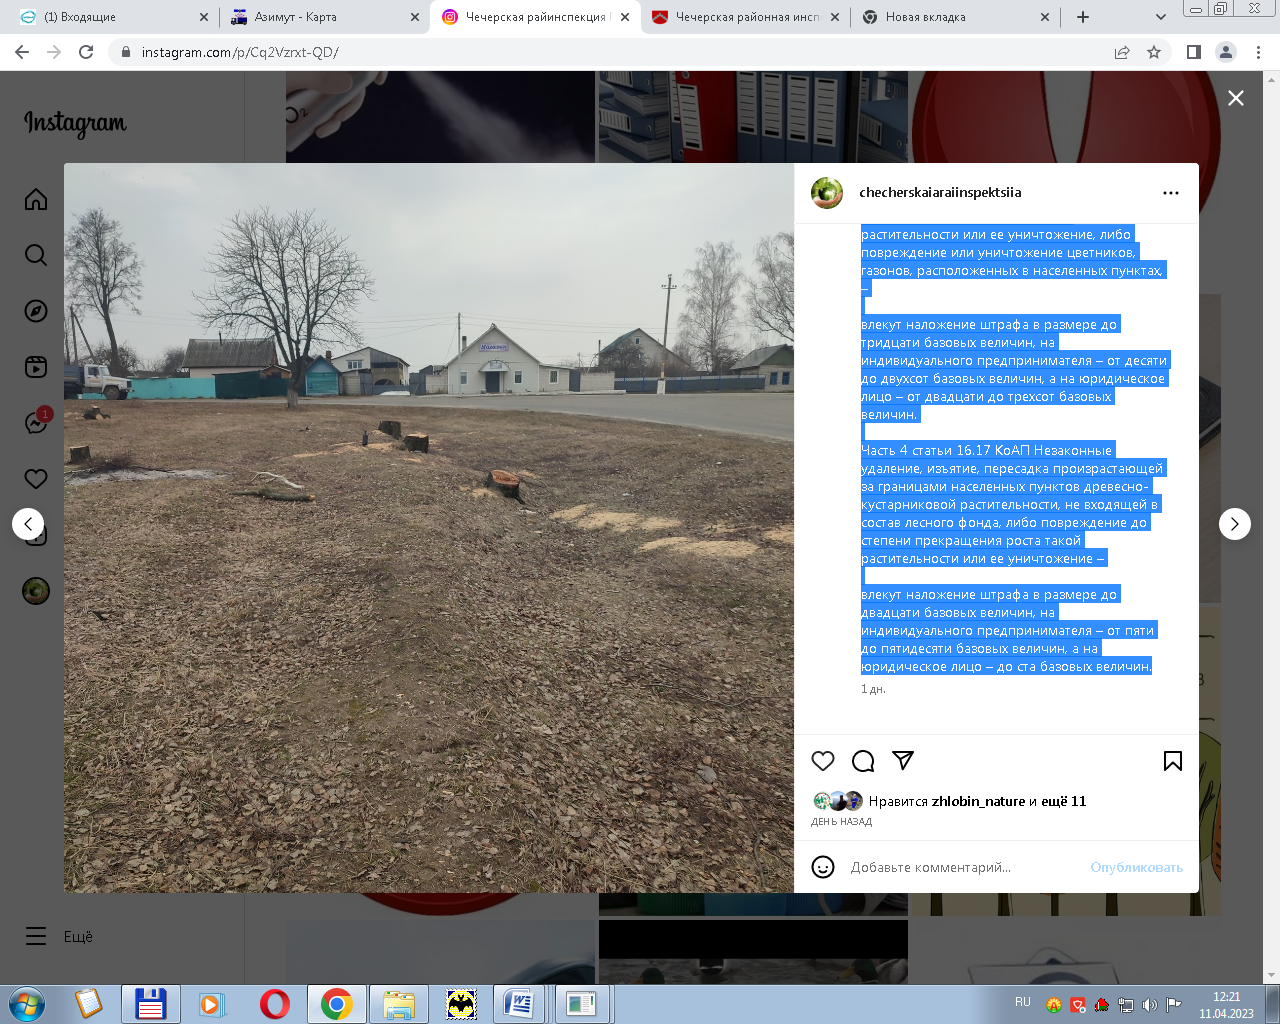 (1) Входящие
Азимут - Карта
Чечерская райинспекция
Чечерская районная инсп
Новая вкладка
instagram.com/p/Cq2Vzrxt-QD/
Instagram
O₂
checherskaiaraiinspektsiia
растительности или ее уничтожение, либо
повреждение или уничтожение цветников,
газонов, расположенных в населенных пунктах,
–
влекут наложение штрафа в размере до
тридцати базовых величин, на
индивидуального предпринимателя – от десяти
до двухсот базовых величин, а на юридическое
лицо – от двадцати до трехсот базовых
величин.
Часть 4 статьи 16.17 КоАП Незаконные
удаление, изъятие, пересадка произрастающей
за границами населенных пунктов древесно-
кустарниковой растительности, не входящей в
состав лесного фонда, либо повреждение до
степени прекращения роста такой
растительности или ее уничтожение –
влекут наложение штрафа в размере до
двадцати базовых величин, на
индивидуального предпринимателя – от пяти
до пятидесяти базовых величин, а на
юридическое лицо – до ста базовых величин.
1 дн.
1
Нравится zhlobin_nature и ещё 11
ДЕНЬ НАЗАД
Добавьте комментарий...
Опубликовать
Ещё
RU
12:21
11.04.2023